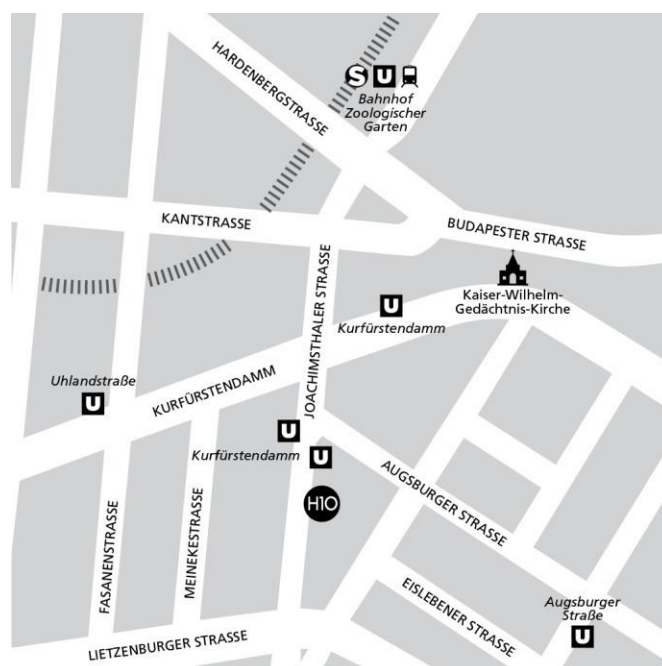 HARDENBERGSTRASSE
S U
Bahnhof
Zoologischer
Garten
KANTSTRASSE
BUDAPESTER STRASSE
Kaiser-Wilhelm-
Gedächtnis-Kirche
U
Kurfürstendamm
JOACHIMSTHALER STRASSE
Uhlandstraße
U
KURFÜRSTENDAMM
U
Kurfürstendamm
U
H10
AUGSBURGER STRASSE
FASANENSTRASSE
MEINEKESTRASSE
EISLEBENER STRASSE
Augsburger
Straße
U
LIETZENBURGER STRASSE